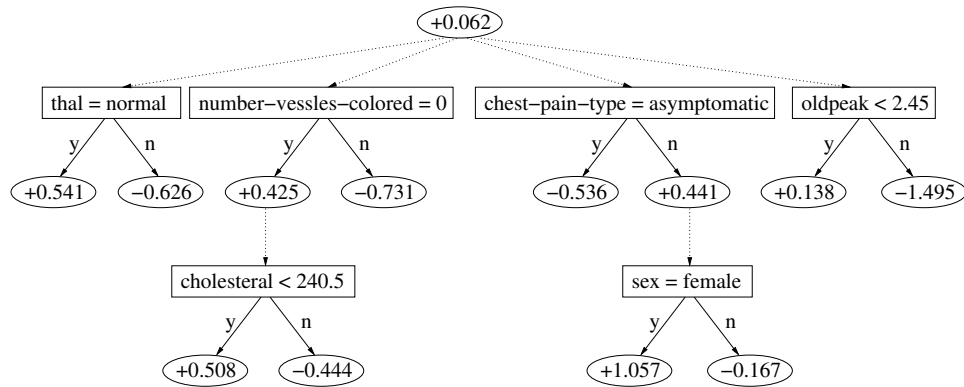 +0.062
thal = normal number−vessles−colored = 0 chest−pain−type = asymptomatic oldpeak < 2.45
y n y n y n y n
+0.541 −0.626 +0.425 −0.731 −0.536 +0.441 +0.138 −1.495
cholesteral < 240.5 sex = female
y n y n
+0.508 −0.444 +1.057 −0.167